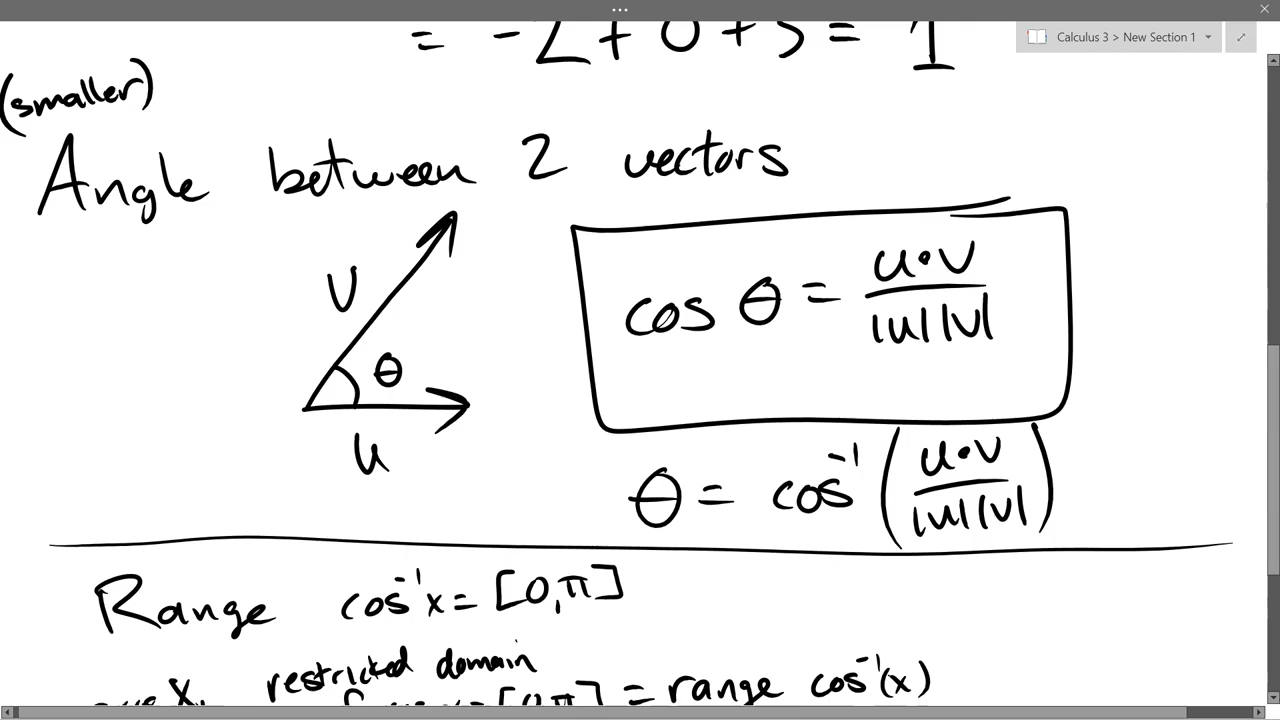 Calculus 3 > New Section 1
= -2 + 0 + 3 = 1
(smaller)
Angle between 2 vectors
V
θ
u
cos θ = u•v / |u||v|
θ = cos⁻¹ (u•v / |u||v|)
Range cos⁻¹x = [0,π]
restricted domain
x = [0,π] = range cos⁻¹(x)